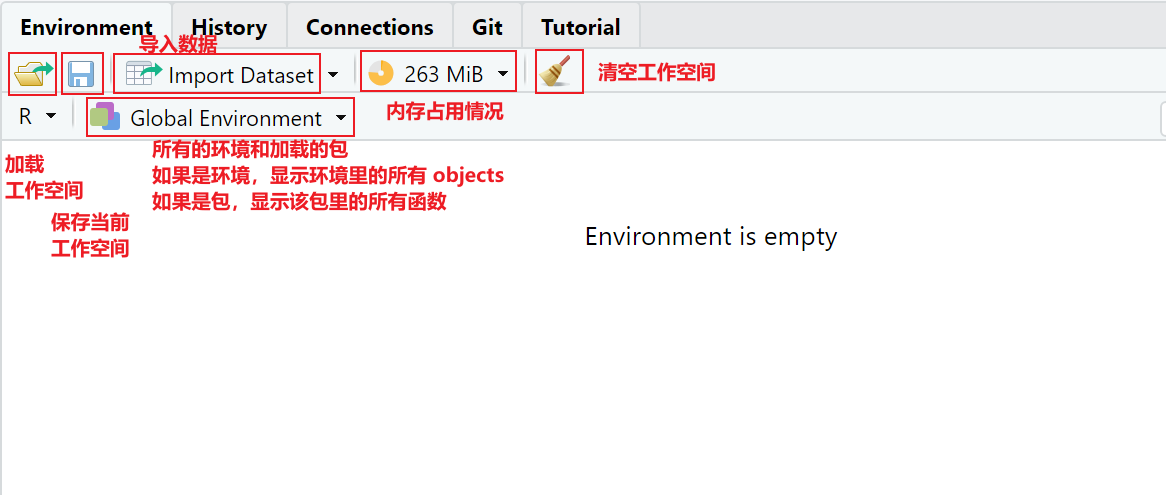 Environment History Connections Git Tutorial
导入数据
Import Dataset 263 MiB 清空工作空间
R Global Environment 内存占用情况
加载
工作空间
保存当前
工作空间
所有的环境和加载的包
如果是环境，显示环境里的所有 objects
如果是包，显示该包里的所有函数
Environment is empty